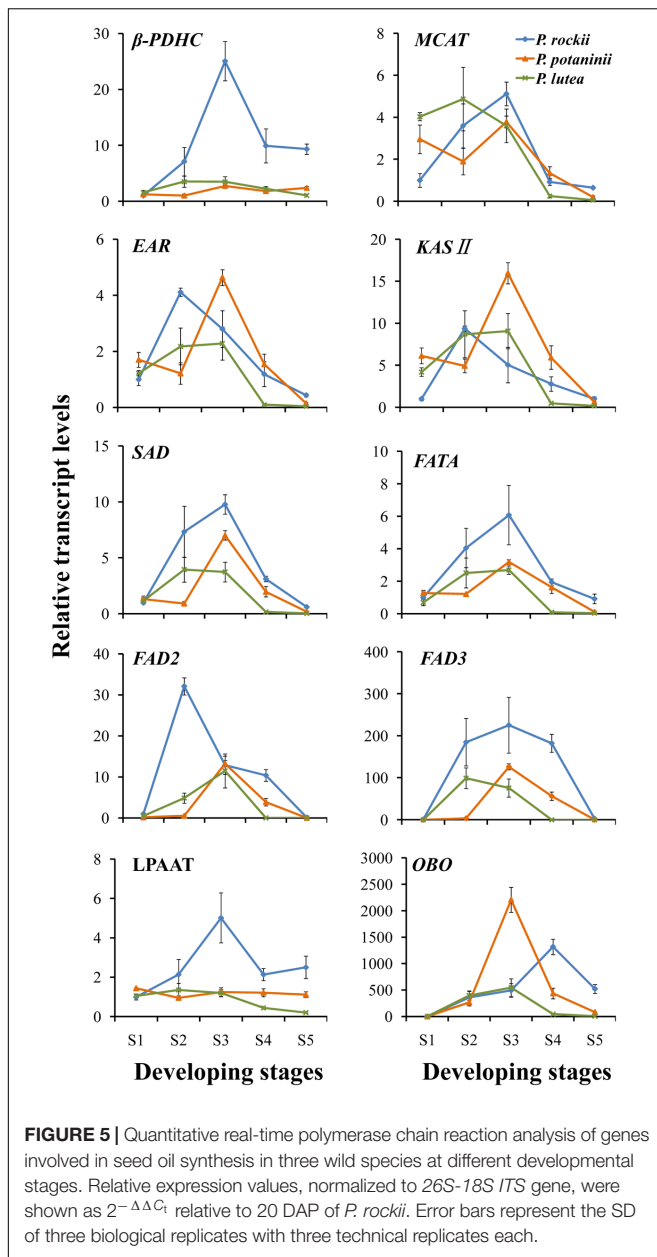 β-PDHC
30
25
20
15
10
5
0
MCAT
P. rockii
P. potaninii
P. lutea
8
6
4
2
0
EAR
6
4
2
0
KAS II
20
15
10
5
0
Relative transcript levels
SAD
15
10
5
0
FATA
10
8
6
4
2
0
FAD2
40
30
20
10
0
FAD3
400
300
200
100
0
LPAAT
8
6
4
2
0
S1 S2 S3 S4 S5
Developing stages
OBO
3000
2500
2000
1500
1000
500
0
S1 S2 S3 S4 S5
Developing stages
FIGURE 5 | Quantitative real-time polymerase chain reaction analysis of genes
involved in seed oil synthesis in three wild species at different developmental
stages. Relative expression values, normalized to 26S-18S ITS gene, were
shown as 2^−ΔΔCt relative to 20 DAP of P. rockii. Error bars represent the SD
of three biological replicates with three technical replicates each.